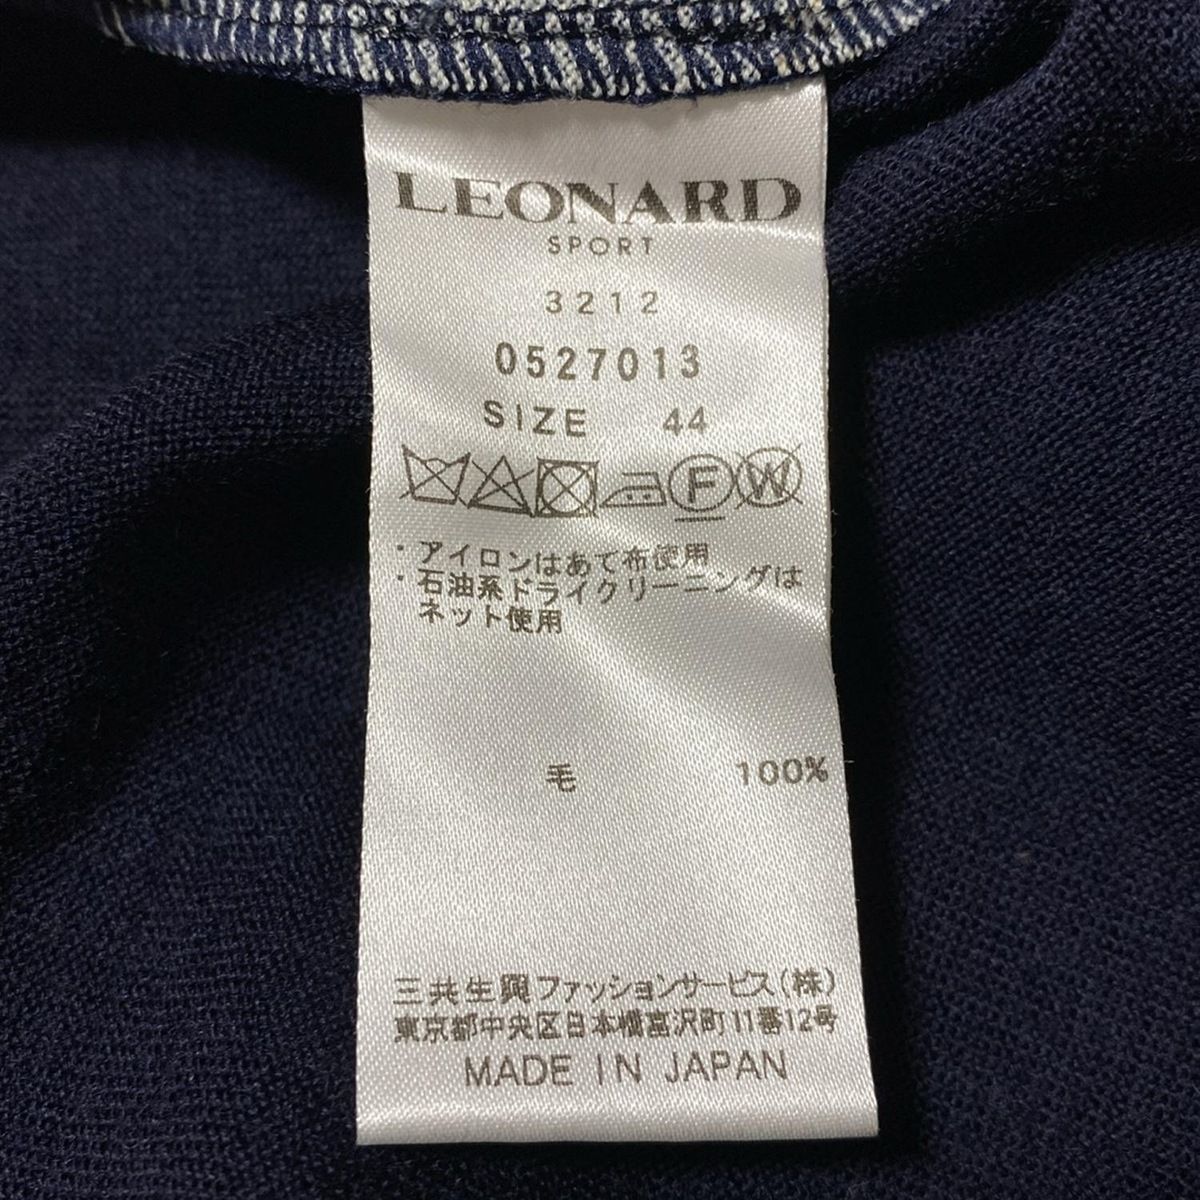 LEONARD
SPORT
3212
0527013
SIZE 44
F W
・アイロンはあて布使用
・石油系ドライクリーニングは
ネット使用
毛 100%
三共生興ファッションサービス(株)
東京都中央区日本橋富沢町11番12号
MADE IN JAPAN